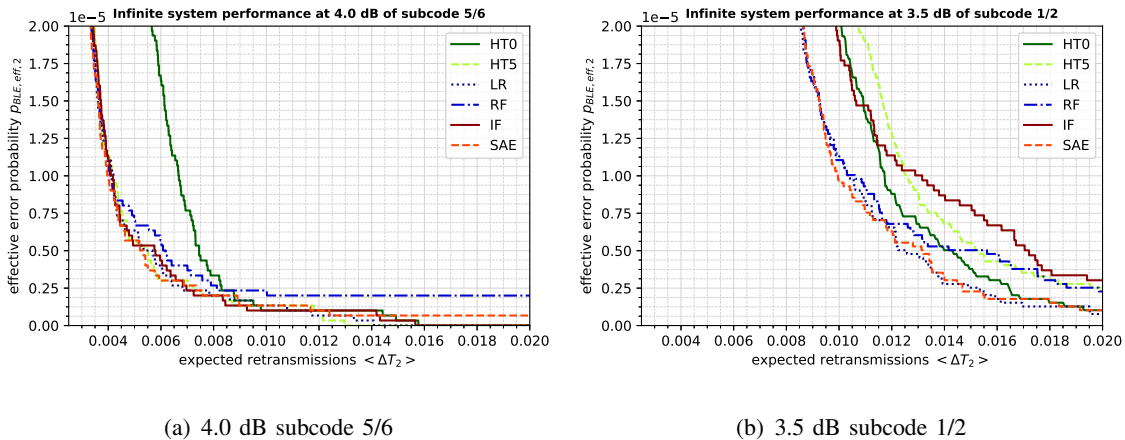 Infinite system performance at 4.0 dB of subcode 5/6
1e−5
2.00
1.75
1.50
1.25
1.00
0.75
0.50
0.25
0.00
effective error probability p_{BLE, eff, 2}
0.004 0.006 0.008 0.010 0.012 0.014 0.016 0.018 0.020
expected retransmissions < ΔT₂ >
HT0
HT5
LR
RF
IF
SAE
(a) 4.0 dB subcode 5/6
Infinite system performance at 3.5 dB of subcode 1/2
1e−5
2.00
1.75
1.50
1.25
1.00
0.75
0.50
0.25
0.00
effective error probability p_{BLE, eff, 2}
0.004 0.006 0.008 0.010 0.012 0.014 0.016 0.018 0.020
expected retransmissions < ΔT₂ >
HT0
HT5
LR
RF
IF
SAE
(b) 3.5 dB subcode 1/2